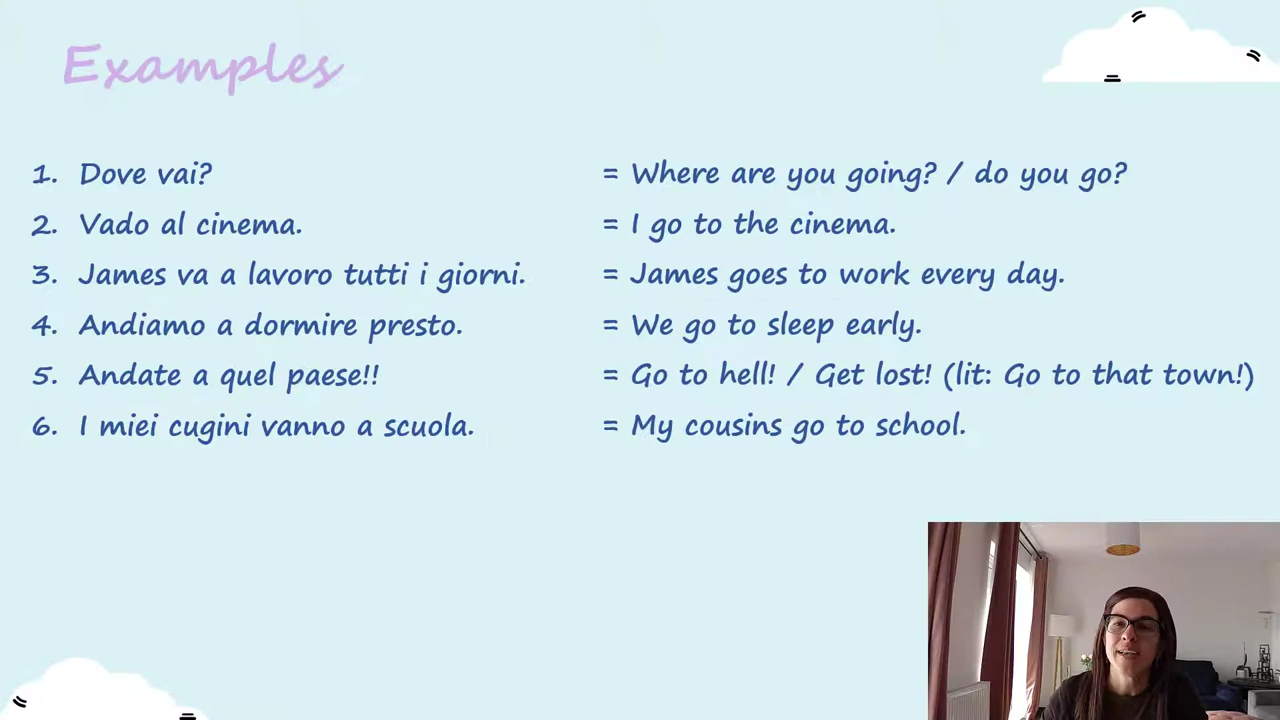 Examples
1. Dove vai? = Where are you going? / do you go?
2. Vado al cinema. = I go to the cinema.
3. James va a lavoro tutti i giorni. = James goes to work every day.
4. Andiamo a dormire presto. = We go to sleep early.
5. Andate a quel paese!! = Go to hell! / Get lost! (lit: Go to that town!)
6. I miei cugini vanno a scuola. = My cousins go to school.